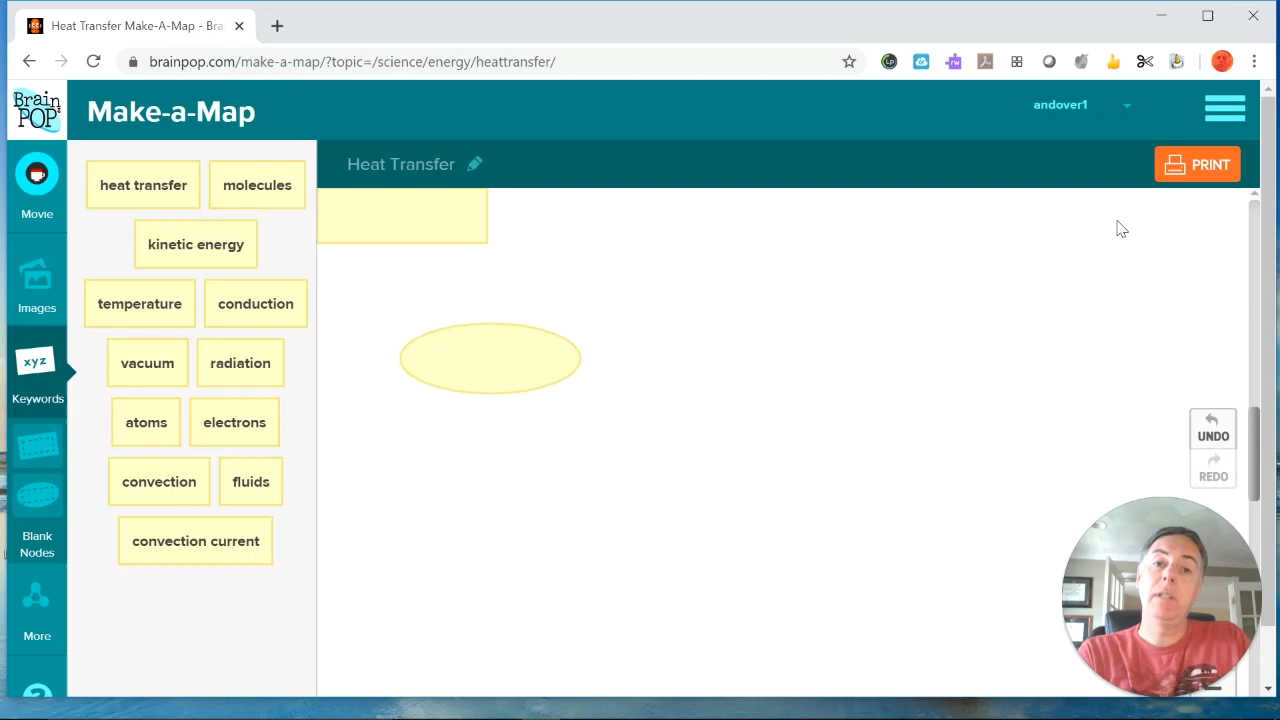 Heat Transfer Make-A-Map - Bra
brainpop.com/make-a-map/?topic=/science/energy/heattransfer/
Brain
POP
Make-a-Map
andover1
Movie
Images
xyz
Keywords
Blank
Nodes
More
?
heat transfer
molecules
kinetic energy
temperature
conduction
vacuum
radiation
atoms
electrons
convection
fluids
convection current
Heat Transfer
PRINT
UNDO
REDO